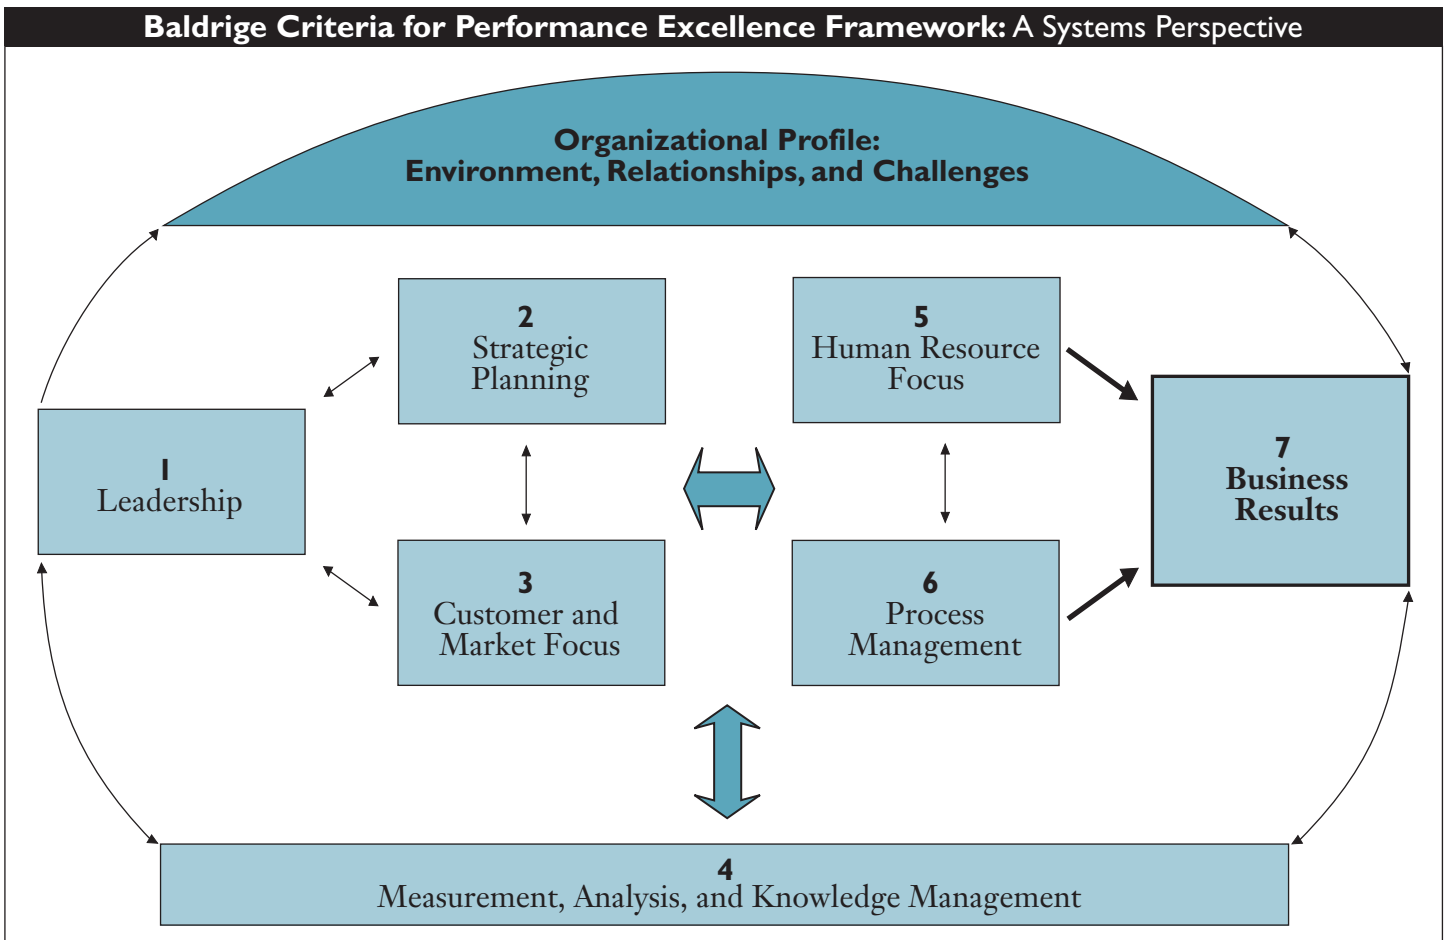 Baldrige Criteria for Performance Excellence Framework: A Systems Perspective
Organizational Profile:
Environment, Relationships, and Challenges
2
Strategic
Planning
5
Human Resource
Focus
1
Leadership
7
Business
Results
3
Customer and
Market Focus
6
Process
Management
4
Measurement, Analysis, and Knowledge Management